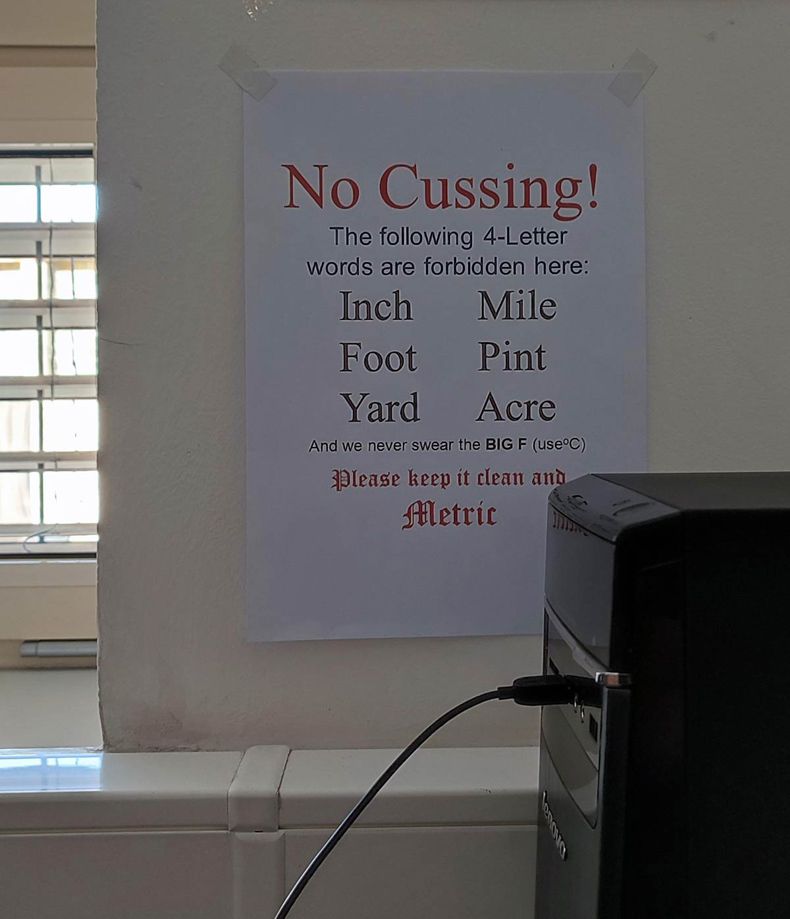 No Cussing!
The following 4-Letter
words are forbidden here:
Inch Mile
Foot Pint
Yard Acre
And we never swear the BIG F (useºC)
Please keep it clean and
Metric
lenovo